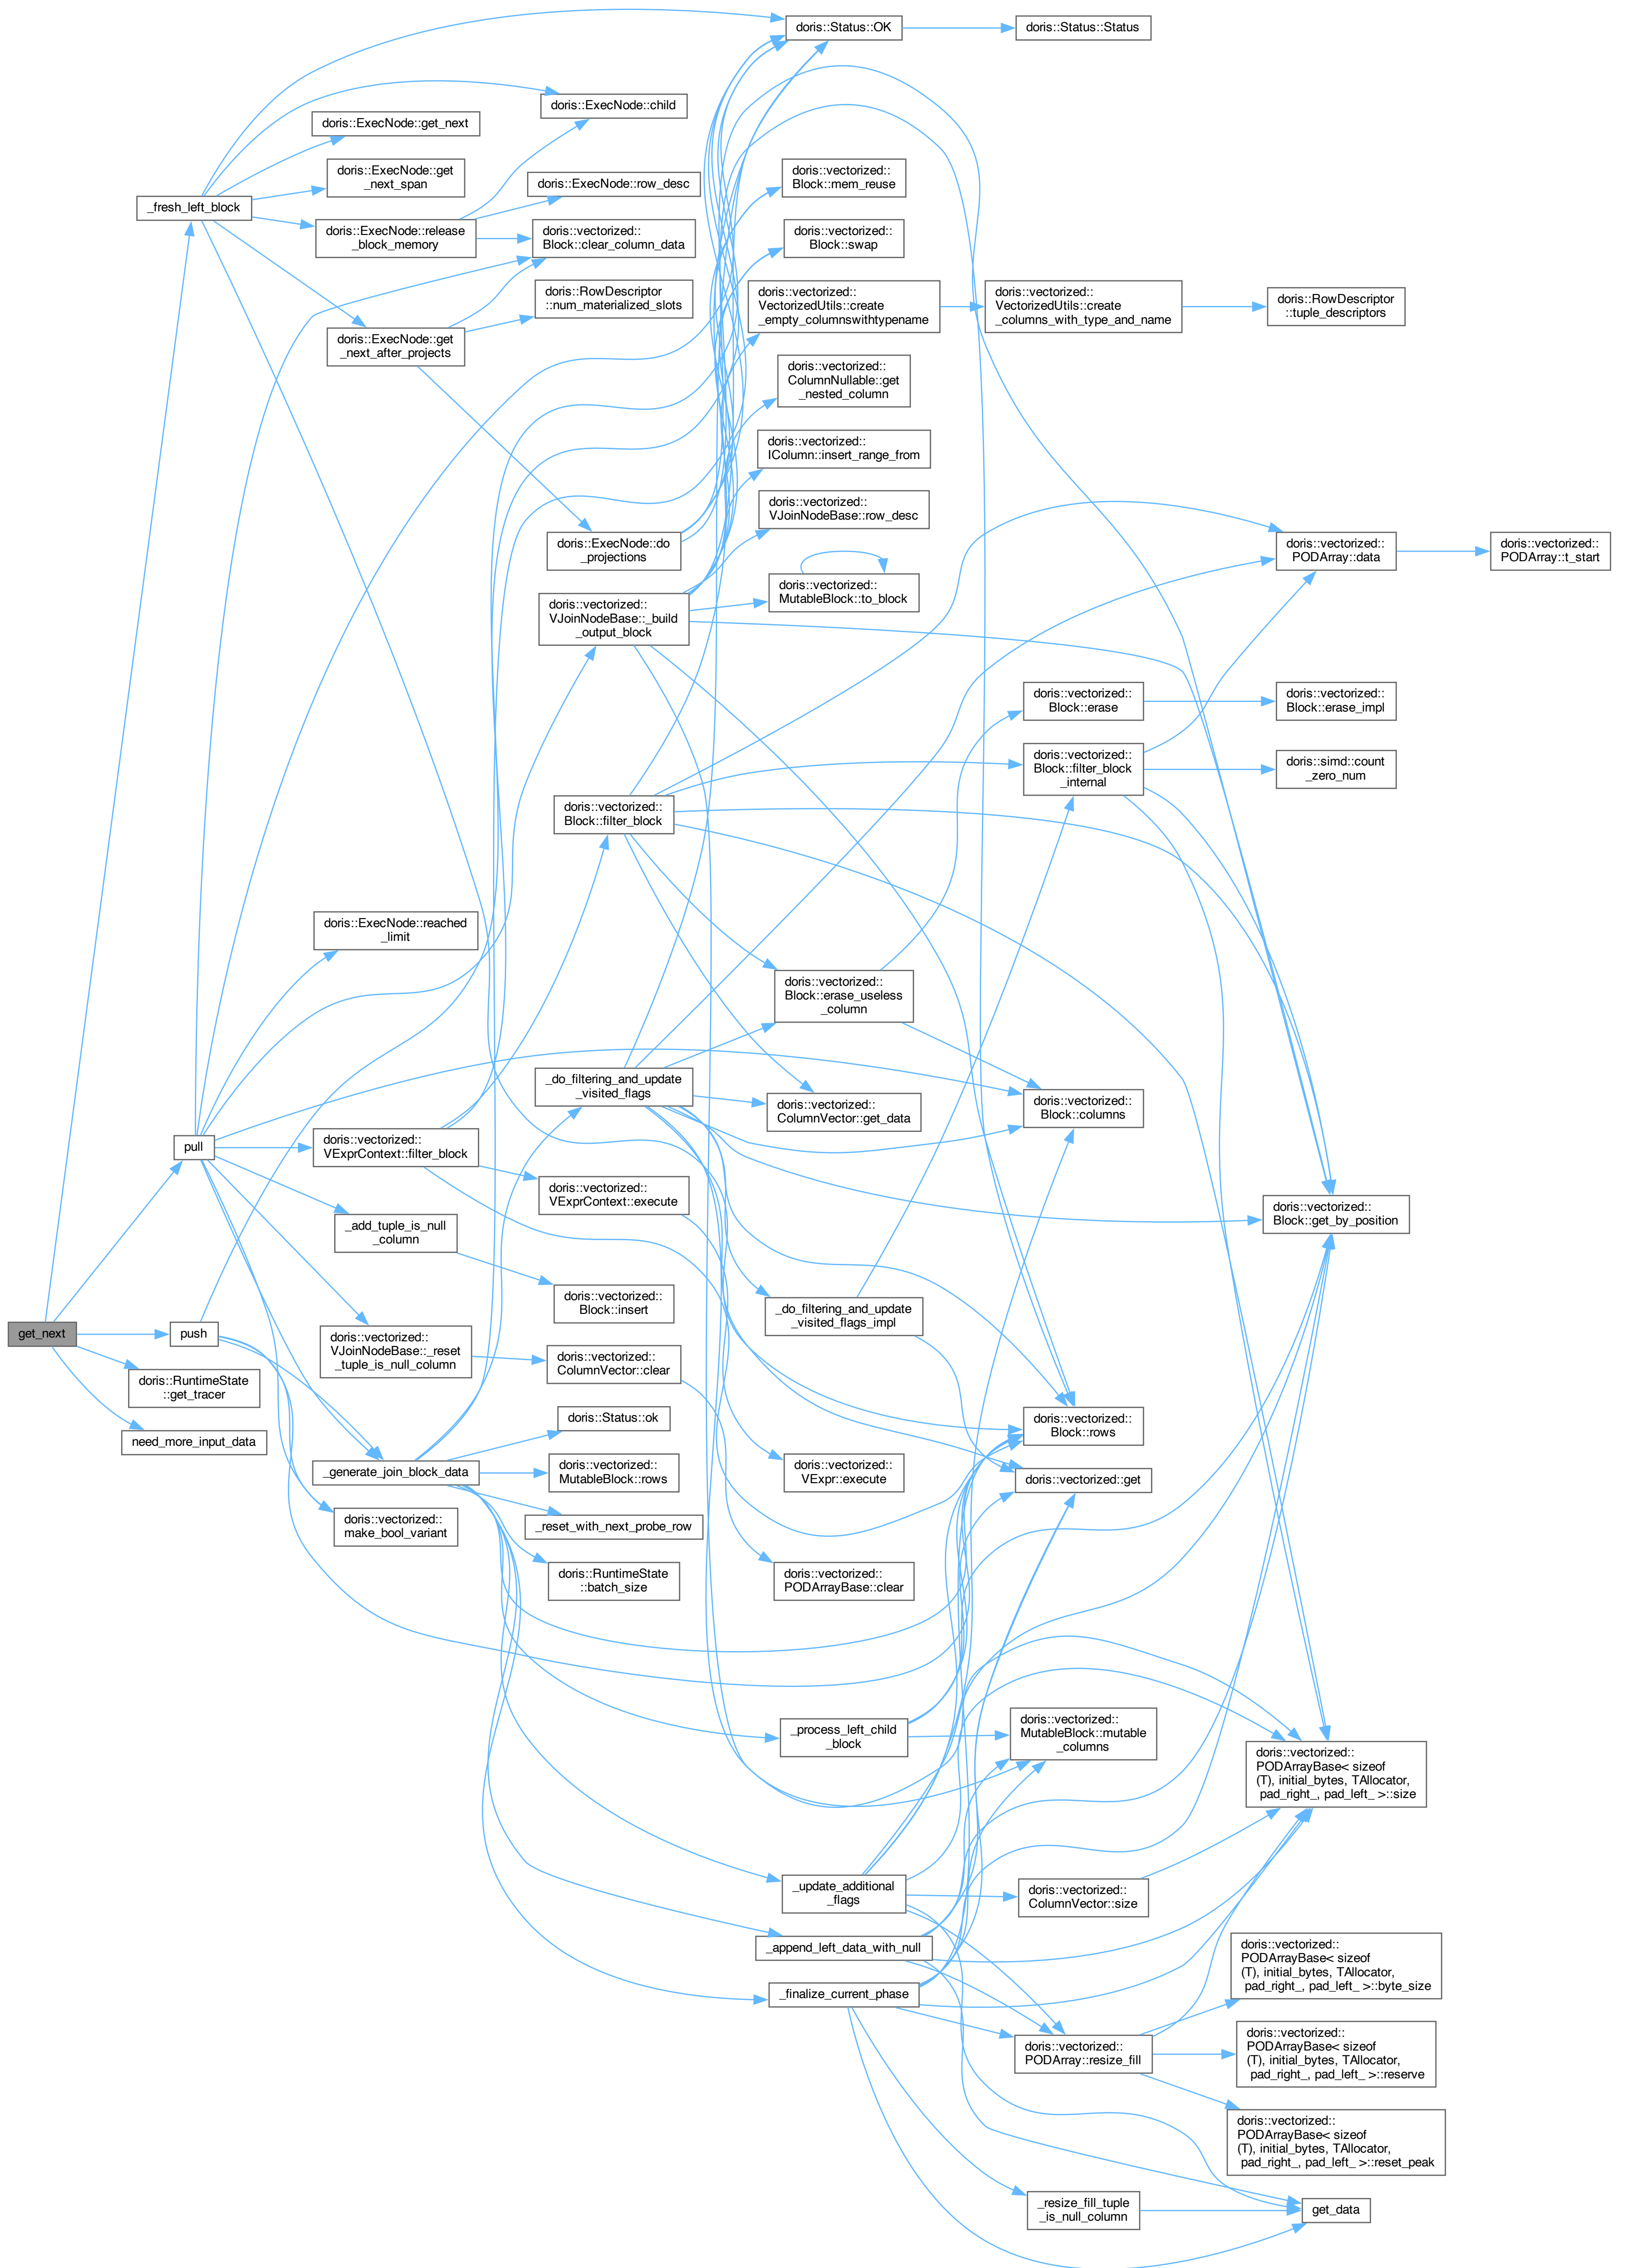 doris::Status::OK
doris::Status::Status
doris::ExecNode::child
doris::ExecNode::get_next
doris::ExecNode::get
_next_span
doris::vectorized::
Block::mem_reuse
doris::ExecNode::row_desc
_fresh_left_block
doris::ExecNode::release
_block_memory
doris::vectorized::
Block::clear_column_data
doris::vectorized::
Block::swap
doris::RowDescriptor
::num_materialized_slots
doris::vectorized::
VectorizedUtils::create
_empty_columnswithtypename
doris::vectorized::
VectorizedUtils::create
_columns_with_type_and_name
doris::RowDescriptor
::tuple_descriptors
doris::ExecNode::get
_next_after_projects
doris::vectorized::
ColumnNullable::get
_nested_column
doris::vectorized::
IColumn::insert_range_from
doris::vectorized::
VJoinNodeBase::row_desc
doris::ExecNode::do
_projections
doris::vectorized::
PODArray::data
doris::vectorized::
PODArray::t_start
doris::vectorized::
MutableBlock::to_block
doris::vectorized::
VJoinNodeBase::_build
_output_block
doris::vectorized::
Block::erase
doris::vectorized::
Block::erase_impl
doris::vectorized::
Block::filter_block
_internal
doris::simd::count
_zero_num
doris::vectorized::
Block::filter_block
doris::ExecNode::reached
_limit
doris::vectorized::
Block::erase_useless
_column
_do_filtering_and_update
_visited_flags
doris::vectorized::
ColumnVector::get_data
doris::vectorized::
Block::columns
pull
doris::vectorized::
VExprContext::filter_block
doris::vectorized::
VExprContext::execute
doris::vectorized::
Block::get_by_position
_add_tuple_is_null
_column
doris::vectorized::
Block::insert
_do_filtering_and_update
_visited_flags_impl
get_next
push
doris::vectorized::
VJoinNodeBase::_reset
_tuple_is_null_column
doris::vectorized::
ColumnVector::clear
doris::RuntimeState
::get_tracer
doris::Status::ok
doris::vectorized::
Block::rows
need_more_input_data
_generate_join_block_data
doris::vectorized::
MutableBlock::rows
doris::vectorized::
VExpr::execute
doris::vectorized::get
doris::vectorized::
make_bool_variant
_reset_with_next_probe_row
doris::RuntimeState
::batch_size
doris::vectorized::
PODArrayBase::clear
_process_left_child
_block
doris::vectorized::
MutableBlock::mutable
_columns
doris::vectorized::
PODArrayBase< sizeof
(T), initial_bytes, TAllocator,
pad_right_, pad_left_ >::size
_update_additional
_flags
doris::vectorized::
ColumnVector::size
_append_left_data_with_null
doris::vectorized::
PODArrayBase< sizeof
(T), initial_bytes, TAllocator,
pad_right_, pad_left_ >::byte_size
_finalize_current_phase
doris::vectorized::
PODArray::resize_fill
doris::vectorized::
PODArrayBase< sizeof
(T), initial_bytes, TAllocator,
pad_right_, pad_left_ >::reserve
doris::vectorized::
PODArrayBase< sizeof
(T), initial_bytes, TAllocator,
pad_right_, pad_left_ >::reset_peak
_resize_fill_tuple
_is_null_column
get_data